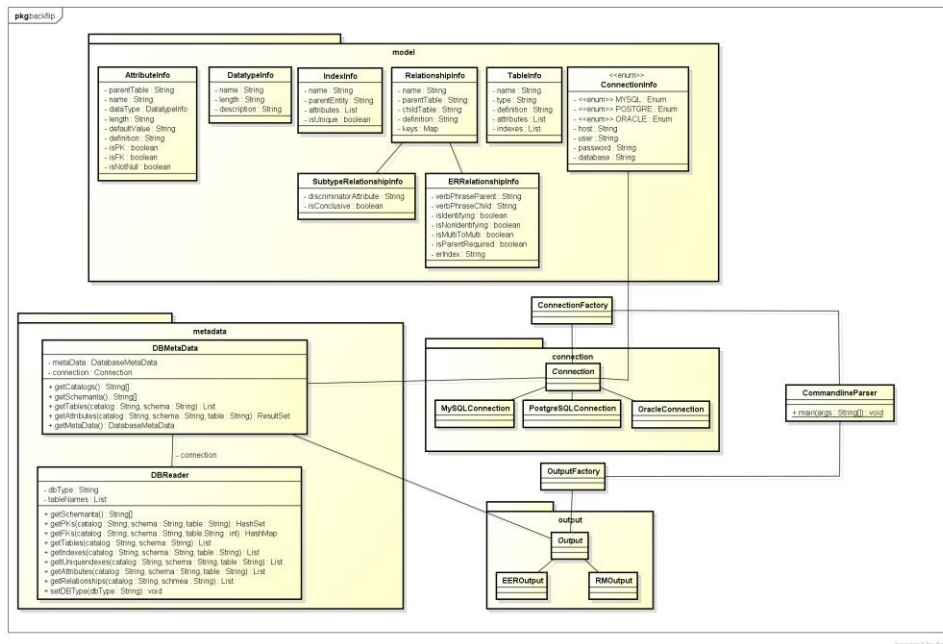 pkg backflip
model
AttributeInfo
- parentTable : String
- name : String
- dataType : DatatypeInfo
- length : String
- defaultValue : String
- definition : String
- isPK : boolean
- isFK : boolean
- isNotNull : boolean
DatatypeInfo
- name : String
- length : String
- description : String
IndexInfo
- name : String
- parentEntity : String
- attributes : List
- isUnique : boolean
RelationshipInfo
- name : String
- parentTable : String
- childTable : String
- definition : String
- keys : Map
TableInfo
- name : String
- type : String
- definition : String
- attributes : List
- indexes : List
<<enum>>
ConnectionInfo
- <<enum>> MYSQL : Enum
- <<enum>> POSTGRE : Enum
- <<enum>> ORACLE : Enum
- host : String
- user : String
- password : String
- database : String
SubtypeRelationshipInfo
- discriminatorAttribute : String
- isConclusive : boolean
ERRelationshipInfo
- verbPhraseParent : String
- verbPhraseChild : String
- isIdentifying : boolean
- isNonIdentifying : boolean
- isMultiToMulti : boolean
- isParentRequired : boolean
- erIndex : String
ConnectionFactory
metadata
DBMetaData
- metaData : DatabaseMetaData
- connection : Connection
+ getCatalogs() : String[]
+ getSchemanta() : String[]
+ getTables(catalog : String, schema : String) : List
+ getAttributes(catalog : String, schema : String, table : String) : ResultSet
+ getMetaData() : DatabaseMetaData
- connection
DBReader
- dbType : String
- tableNames : List
+ getSchemanta() : String[]
+ getPKs(catalog : String, schema : String, table : String) : HashSet
+ getFKs(catalog : String, schema : String, table.String : int) : HashMap
+ getTables(catalog : String, schema : String) : List
+ getIndexes(catalog : String, schema : String, table : String) : List
+ getUniquendexes(catalog : String, schema : String, table : String) : List
+ getAttributes(catalog : String, schema : String, table : String) : List
+ getRelationships(catalog : String, schmea : String) : List
+ setDBType(dbType : String) : void
connection
Connection
MySQLConnection
PostgreSQLConnection
OracleConnection
CommandlineParser
+ main(args : String[]) : void
OutputFactory
output
Output
EEROutput
RMOutput